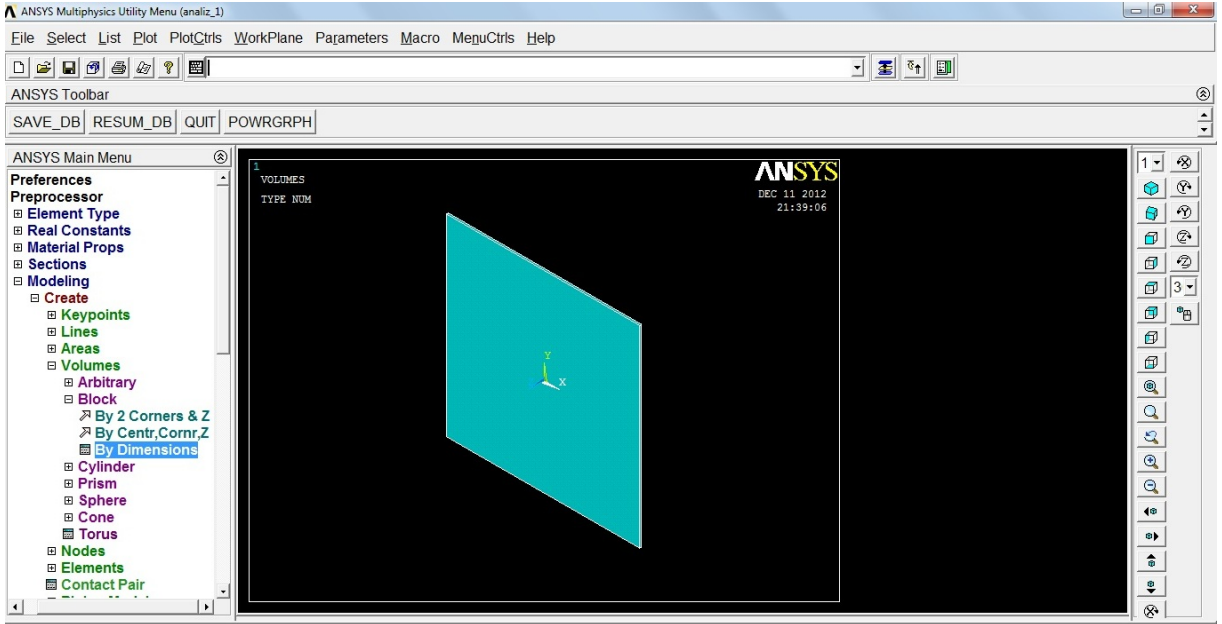 ANSYS Multiphysics Utility Menu (analiz_1)
File Select List Plot PlotCtrls WorkPlane Parameters Macro MenuCtrls Help
ANSYS Toolbar
SAVE_DB RESUM_DB QUIT POWRGRPH
ANSYS Main Menu
Preferences
Preprocessor
Element Type
Real Constants
Material Props
Sections
Modeling
Create
Keypoints
Lines
Areas
Volumes
Arbitrary
Block
By 2 Corners & Z
By Centr,Cornr,Z
By Dimensions
Cylinder
Prism
Sphere
Cone
Torus
Nodes
Elements
Contact Pair
1
VOLUMES
TYPE NUM
ANSYS
DEC 11 2012
21:39:06
Y
X
1
3